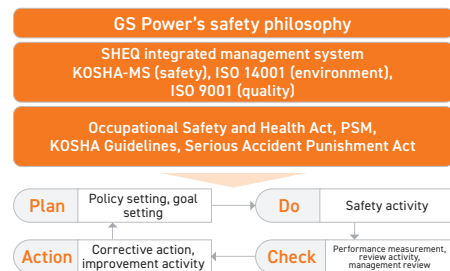 GS Power's safety philosophy
SHEQ integrated management system
KOSHA-MS (safety), ISO 14001 (environment),
ISO 9001 (quality)
Occupational Safety and Health Act, PSM,
KOSHA Guidelines, Serious Accident Punishment Act
Plan
Policy setting, goal
setting
Do
Safety activity
Action
Corrective action,
improvement activity
Check
Performance measurement,
review activity,
management review